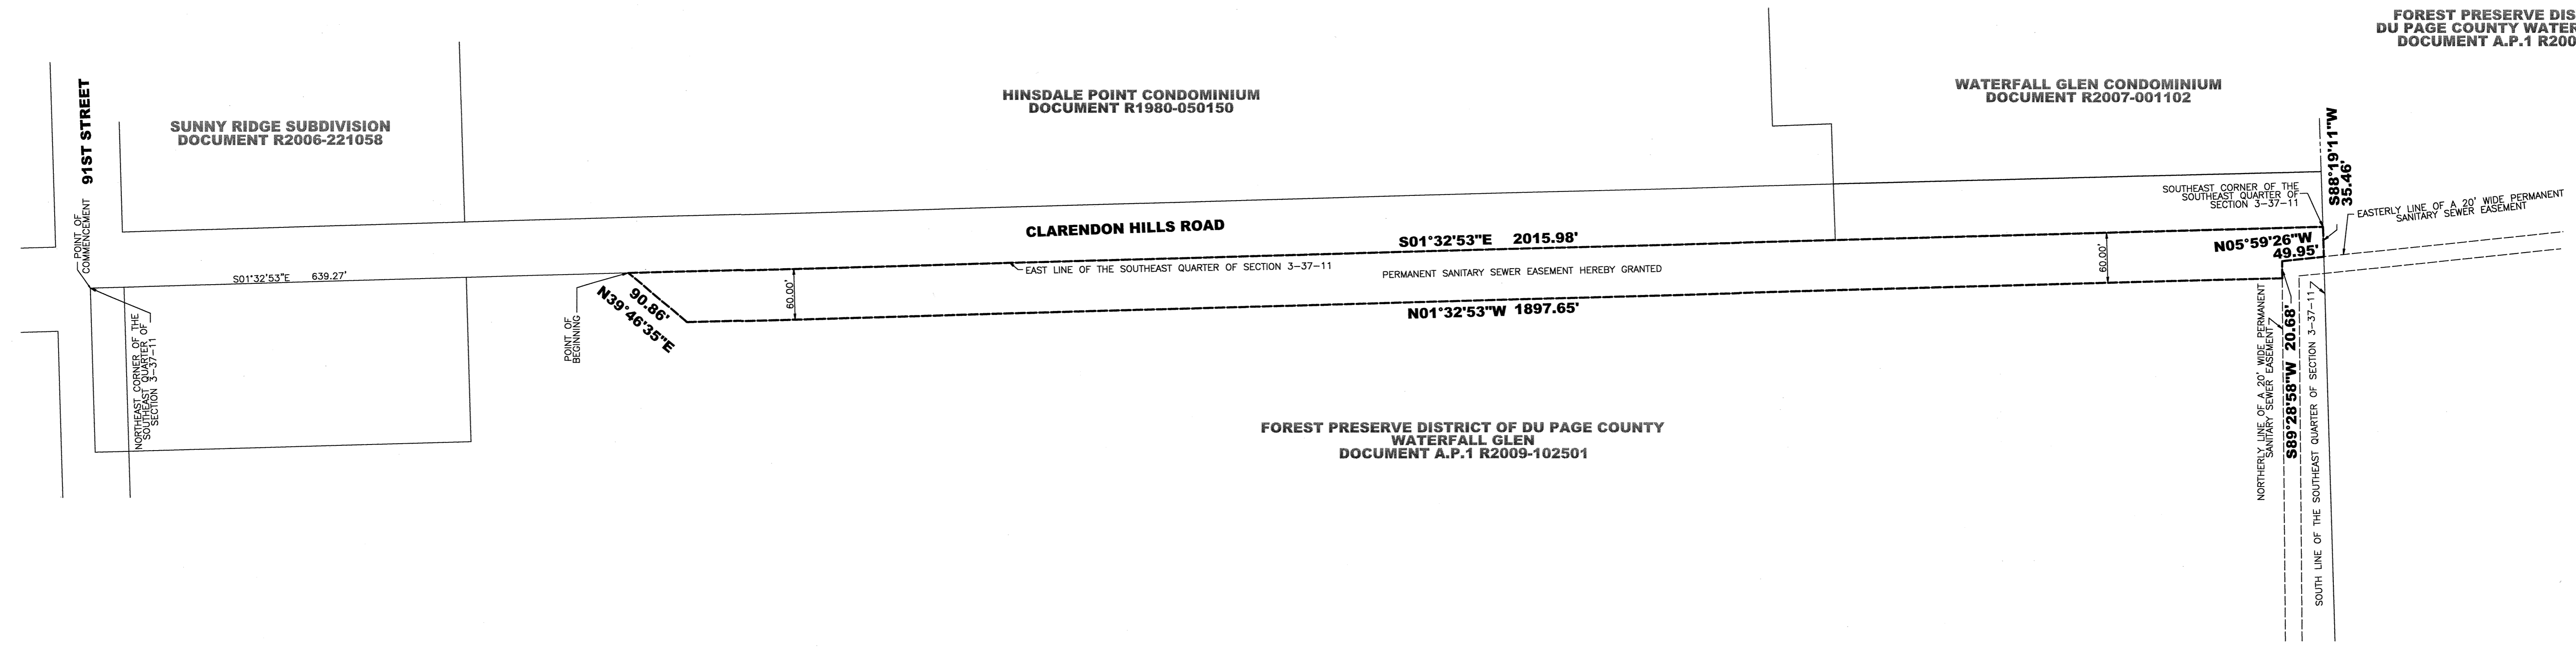 FOREST PRESERVE DIS
DU PAGE COUNTY WATER
DOCUMENT A.P.1 R200
91ST STREET
SUNNY RIDGE SUBDIVISION
DOCUMENT R2006-221058
HINSDALE POINT CONDOMINIUM
DOCUMENT R1980-050150
WATERFALL GLEN CONDOMINIUM
DOCUMENT R2007-001102
S88°19'11"W
35.46'
POINT OF
COMMENCEMENT
CLARENDON HILLS ROAD
S01°32'53"E 2015.98'
SOUTHEAST CORNER OF THE
SOUTHEAST QUARTER OF
SECTION 3-37-11
EASTERLY LINE OF A 20' WIDE PERMANENT
SANITARY SEWER EASEMENT
S01°32'53"E 639.27'
EAST LINE OF THE SOUTHEAST QUARTER OF SECTION 3-37-11
PERMANENT SANITARY SEWER EASEMENT HEREBY GRANTED
60.00'
60.00'
N05°59'26"W
49.95'
90.86'
N39°46'35"E
N01°32'53"W 1897.65'
POINT OF
BEGINNING
NORTHEAST CORNER OF THE
SOUTHEAST QUARTER OF
SECTION 3-37-11
NORTHERLY LINE OF A 20' WIDE PERMANENT
SANITARY SEWER EASEMENT
S89°28'58"W 20.68'
SOUTH LINE OF THE SOUTHEAST QUARTER OF SECTION 3-37-11
FOREST PRESERVE DISTRICT OF DU PAGE COUNTY
WATERFALL GLEN
DOCUMENT A.P.1 R2009-102501